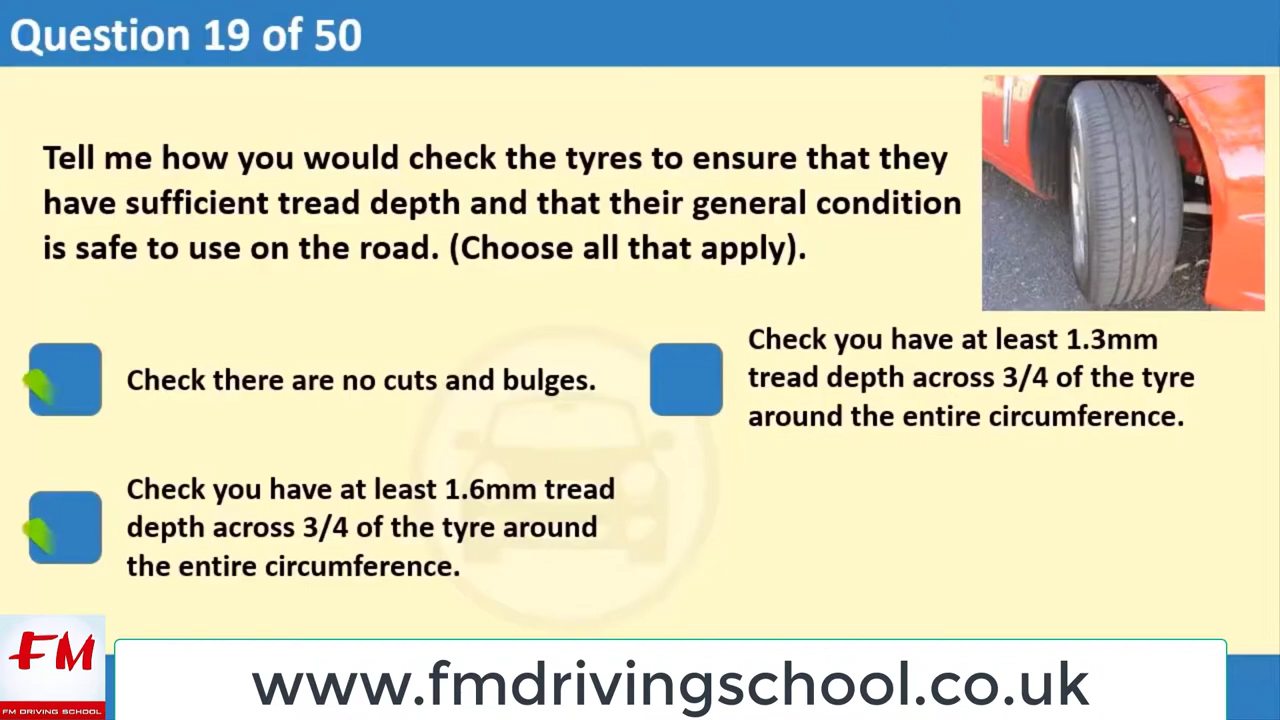 Question 19 of 50
Tell me how you would check the tyres to ensure that they
have sufficient tread depth and that their general condition
is safe to use on the road. (Choose all that apply).
Check there are no cuts and bulges.
Check you have at least 1.3mm
tread depth across 3/4 of the tyre
around the entire circumference.
Check you have at least 1.6mm tread
depth across 3/4 of the tyre around
the entire circumference.
FM
FM DRIVING SCHOOL
www.fmdrivingschool.co.uk